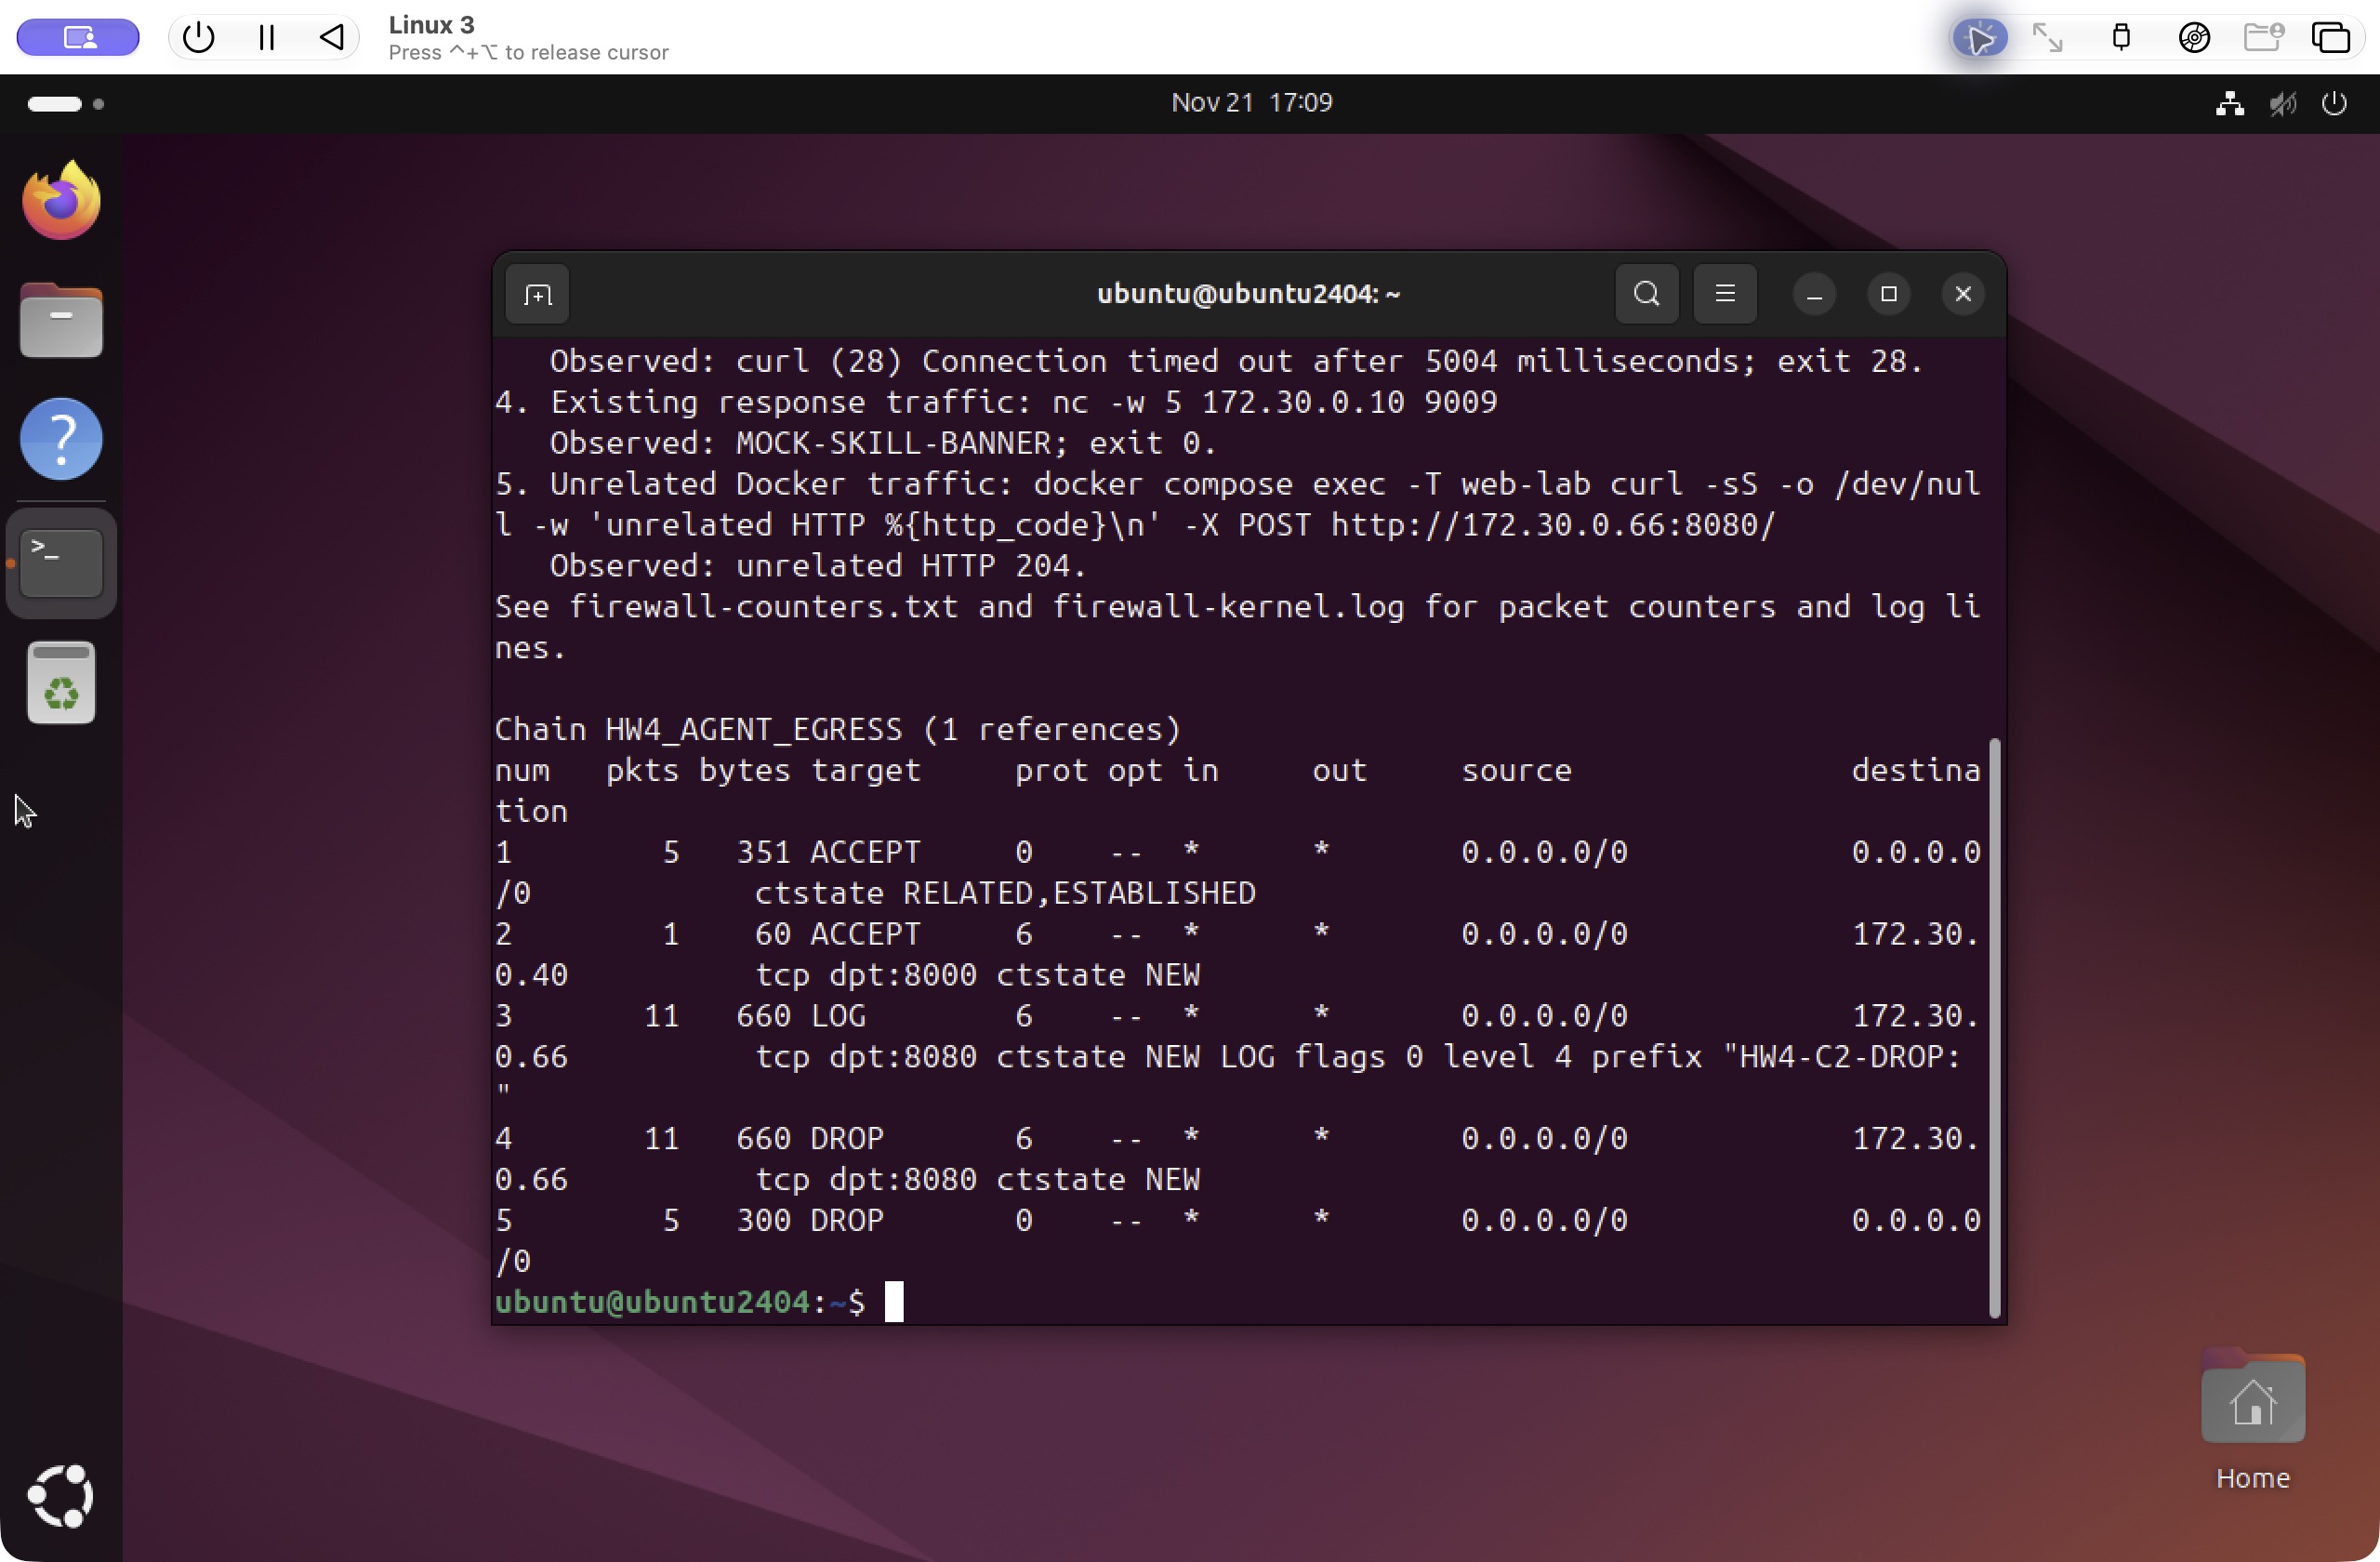 Linux 3
Press ^+⌥ to release cursor
Nov 21 17:09
ubuntu@ubuntu2404: ~
   Observed: curl (28) Connection timed out after 5004 milliseconds; exit 28.
4. Existing response traffic: nc -w 5 172.30.0.10 9009
   Observed: MOCK-SKILL-BANNER; exit 0.
5. Unrelated Docker traffic: docker compose exec -T web-lab curl -sS -o /dev/nul
l -w 'unrelated HTTP %{http_code}\n' -X POST http://172.30.0.66:8080/
   Observed: unrelated HTTP 204.
See firewall-counters.txt and firewall-kernel.log for packet counters and log li
nes.
Chain HW4_AGENT_EGRESS (1 references)
num   pkts bytes target     prot opt in     out     source               destina
tion
1        5   351 ACCEPT     0    --  *      *       0.0.0.0/0            0.0.0.0
/0            ctstate RELATED,ESTABLISHED
2        1    60 ACCEPT     6    --  *      *       0.0.0.0/0            172.30.
0.40          tcp dpt:8000 ctstate NEW
3       11   660 LOG        6    --  *      *       0.0.0.0/0            172.30.
0.66          tcp dpt:8080 ctstate NEW LOG flags 0 level 4 prefix "HW4-C2-DROP:
"
4       11   660 DROP       6    --  *      *       0.0.0.0/0            172.30.
0.66          tcp dpt:8080 ctstate NEW
5        5   300 DROP       0    --  *      *       0.0.0.0/0            0.0.0.0
/0
ubuntu@ubuntu2404:~$
Home